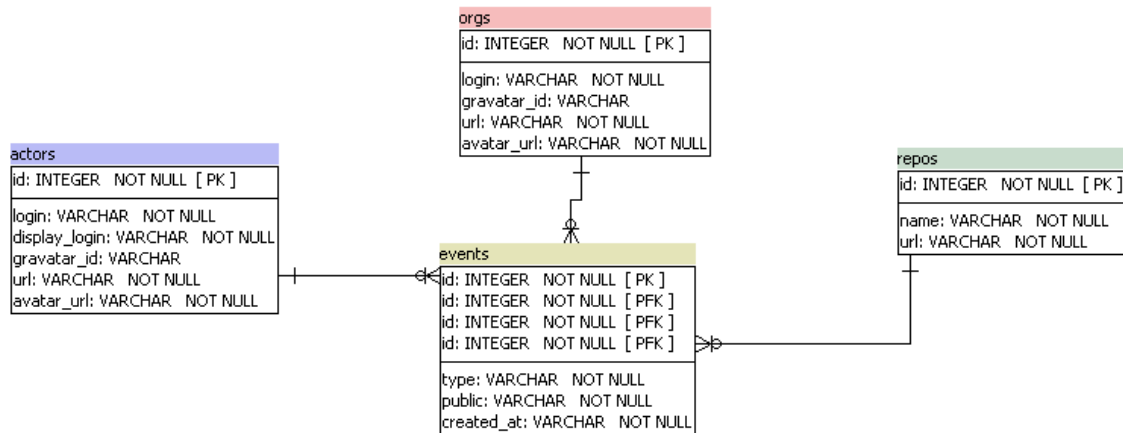 orgs
id: INTEGER NOT NULL [ PK ]
login: VARCHAR NOT NULL
gravatar_id: VARCHAR
url: VARCHAR NOT NULL
avatar_url: VARCHAR NOT NULL
actors
id: INTEGER NOT NULL [ PK ]
login: VARCHAR NOT NULL
display_login: VARCHAR NOT NULL
gravatar_id: VARCHAR
url: VARCHAR NOT NULL
avatar_url: VARCHAR NOT NULL
repos
id: INTEGER NOT NULL [ PK ]
name: VARCHAR NOT NULL
url: VARCHAR NOT NULL
events
id: INTEGER NOT NULL [ PK ]
id: INTEGER NOT NULL [ PFK ]
id: INTEGER NOT NULL [ PFK ]
id: INTEGER NOT NULL [ PFK ]
type: VARCHAR NOT NULL
public: VARCHAR NOT NULL
created_at: VARCHAR NOT NULL